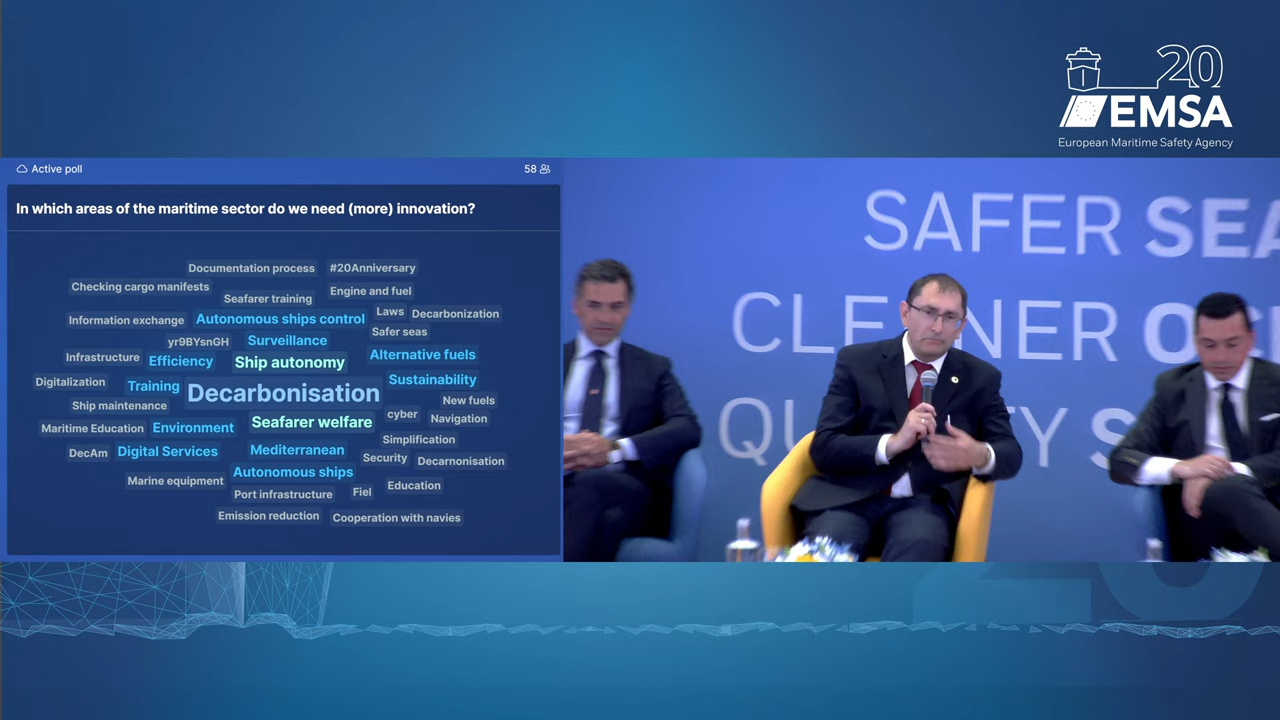 20
EMSA
European Maritime Safety Agency
Active poll
58
In which areas of the maritime sector do we need (more) innovation?
Documentation process
#20Anniversary
Checking cargo manifests
Engine and fuel
Seafarer training
Laws
Decarbonization
Information exchange
Autonomous ships control
Safer seas
yr9BYsnGH
Surveillance
Infrastructure
Efficiency
Ship autonomy
Alternative fuels
Digitalization
Training
Decarbonisation
Sustainability
New fuels
Ship maintenance
cyber
Navigation
Maritime Education
Environment
Seafarer welfare
Simplification
DecAm
Digital Services
Mediterranean
Security
Decarnonisation
Autonomous ships
Marine equipment
Port infrastructure
Fiel
Education
Emission reduction
Cooperation with navies
SAFER SEA
CLEANER
QU
TY S